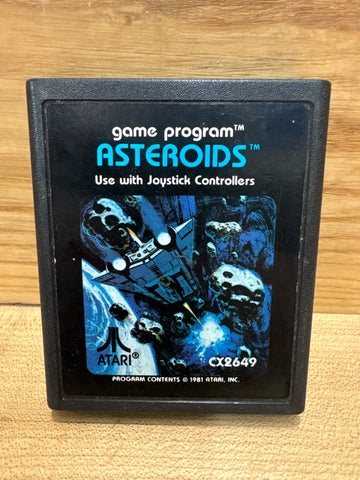 game program™
ASTEROIDS™
Use with Joystick Controllers
ATARI®
CX2649
PROGRAM CONTENTS © 1981 ATARI, INC.